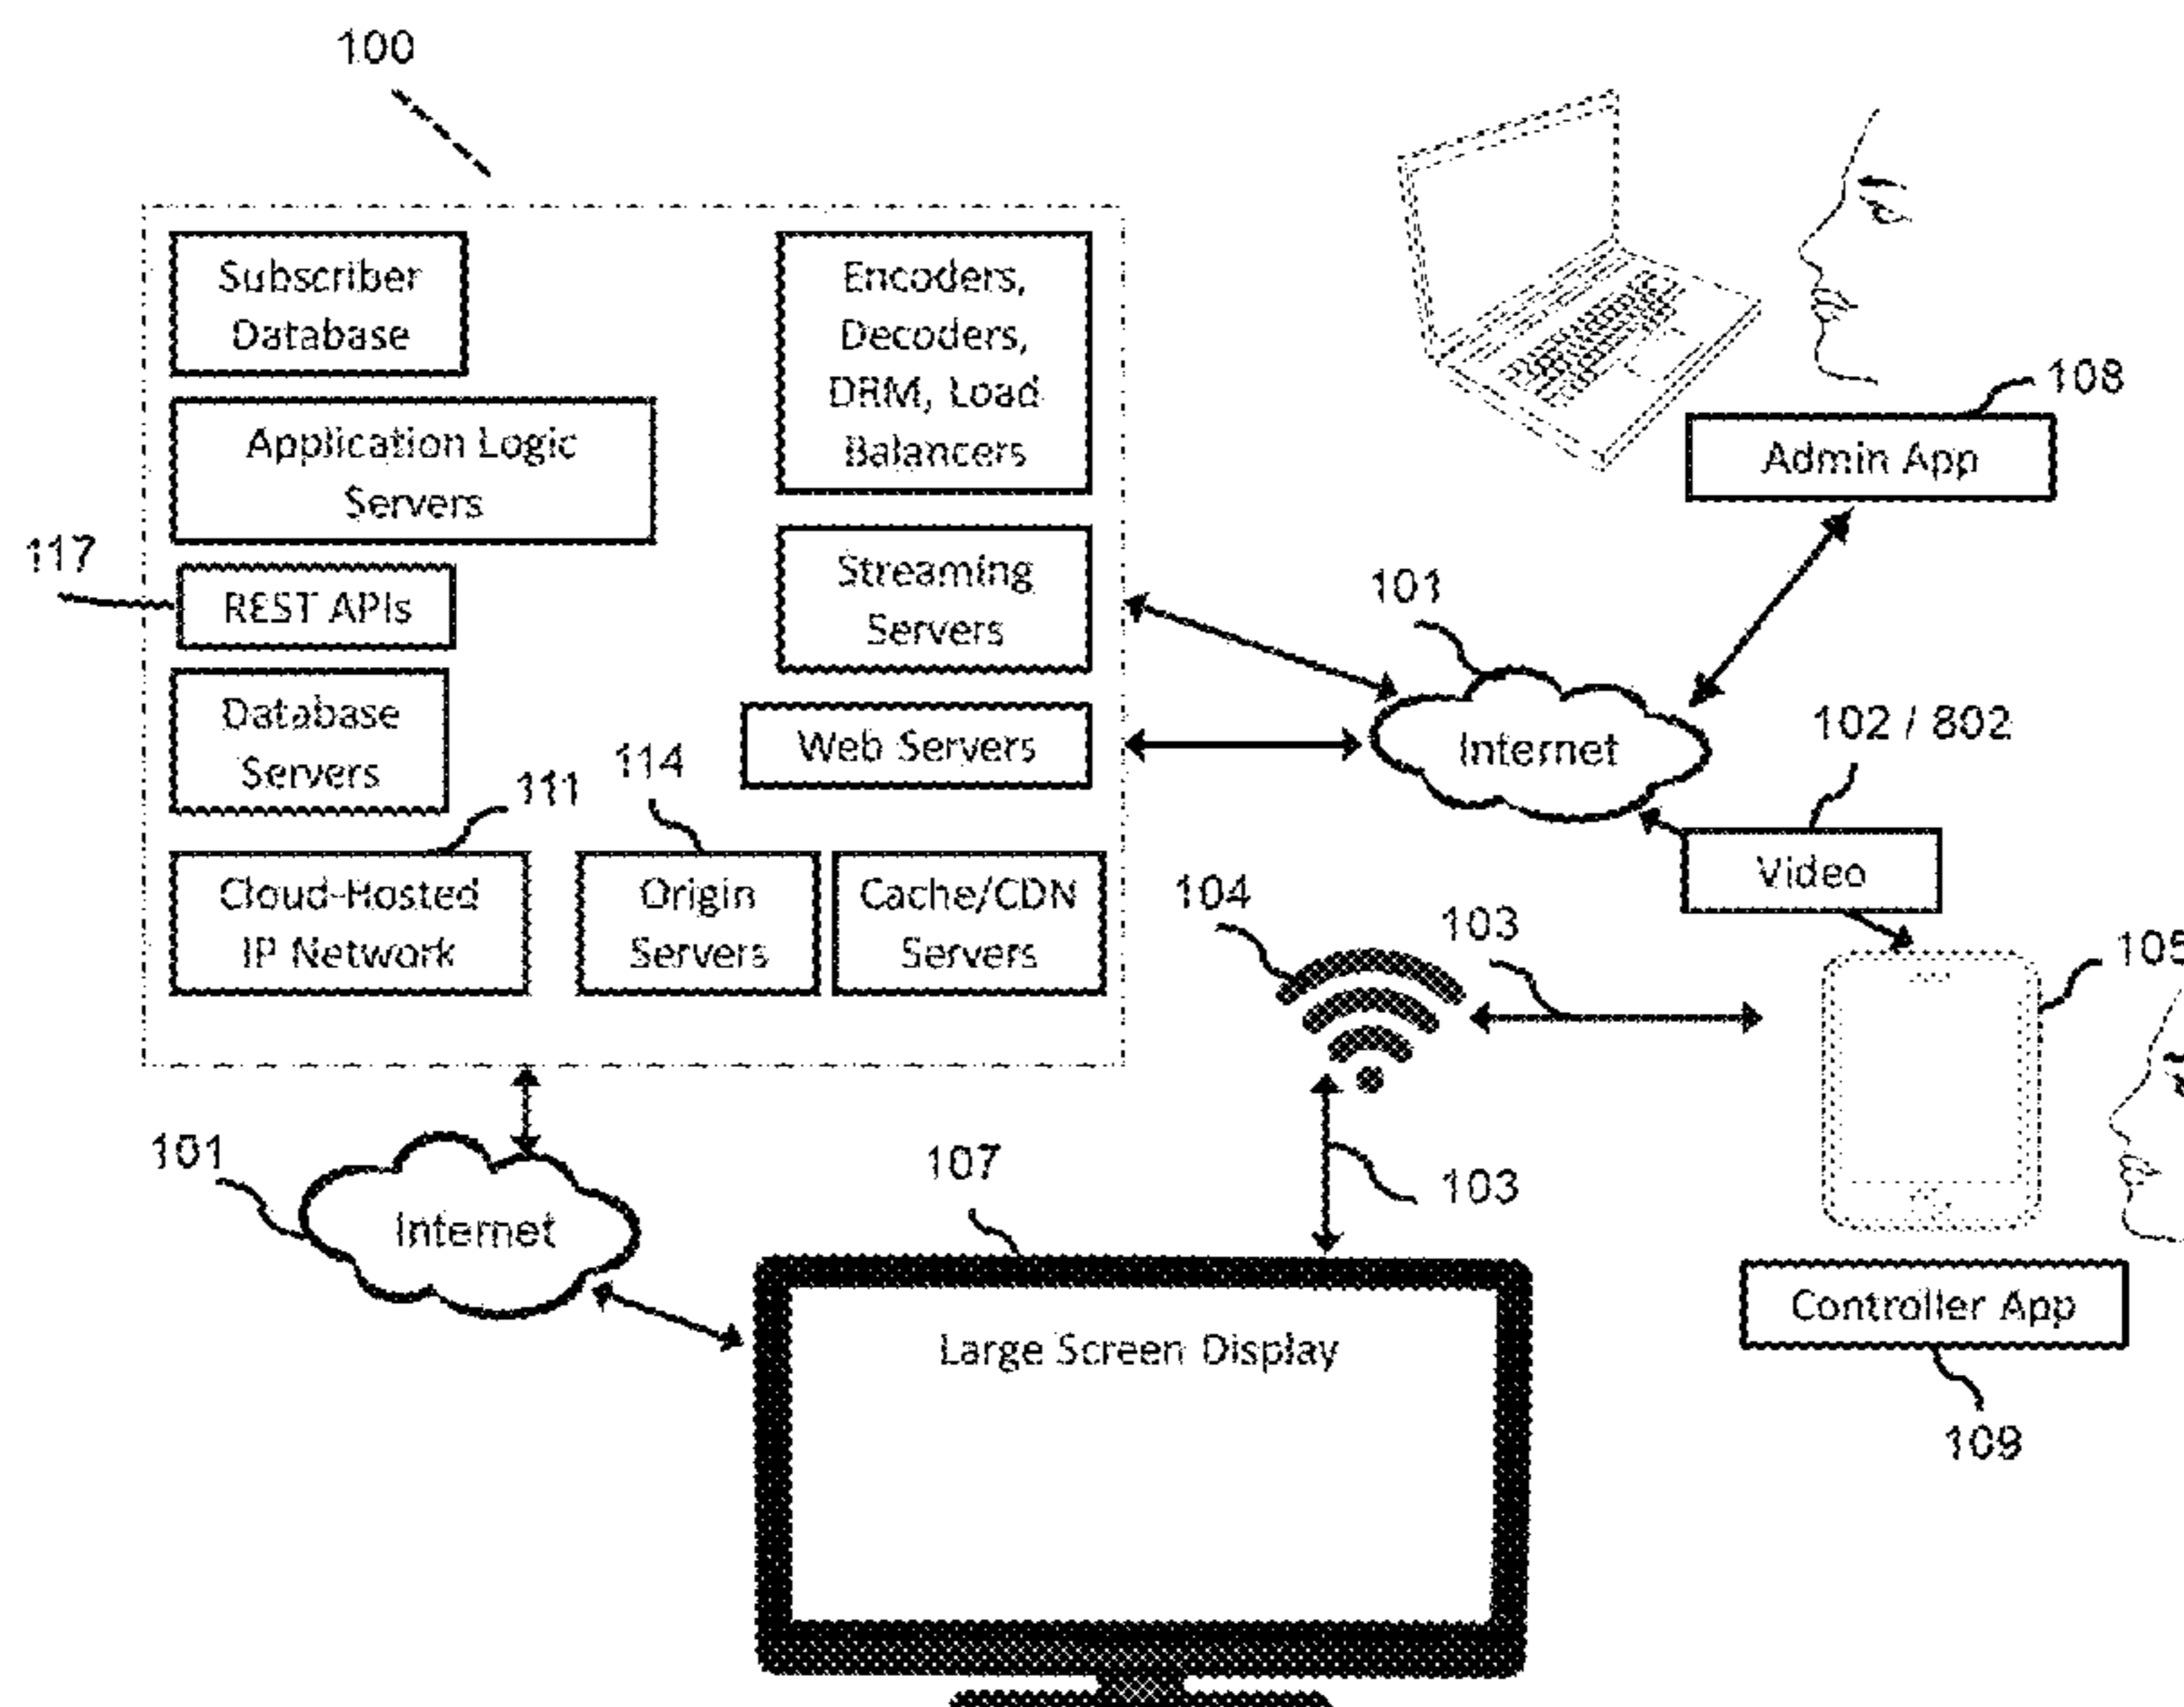 100
Subscriber
Database
Encoders,
Decoders,
DRM, Load
Balancers
108
Admin App
Application Logic
Servers
117
REST APIs
Streaming
Servers
101
Database
Servers
111
114
Web Servers
Internet
102 / 802
Video
Cloud-Hosted
IP Network
Origin
Servers
Cache/CDN
Servers
104
103
105
101
Internet
107
103
Large Screen Display
Controller App
109